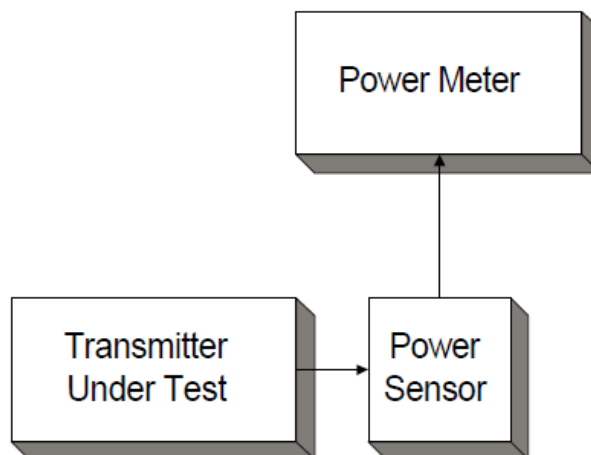 Power Meter
Transmitter
Under Test
Power
Sensor